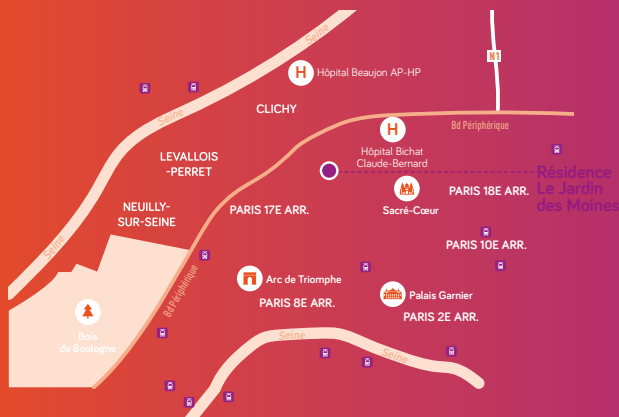 Seine
N1
H
Hôpital Beaujon AP-HP
CLICHY
Seine
Bd Périphérique
H
Hôpital Bichat
Claude-Bernard
LEVALLOIS
-PERRET
Résidence
Le Jardin
des Moines
PARIS 18E ARR.
Sacré-Cœur
NEUILLY-
SUR-SEINE
PARIS 17E ARR.
Seine
PARIS 10E ARR.
Bd Périphérique
Arc de Triomphe
PARIS 8E ARR.
Palais Garnier
PARIS 2E ARR.
Bois
de Boulogne
Seine
Seine